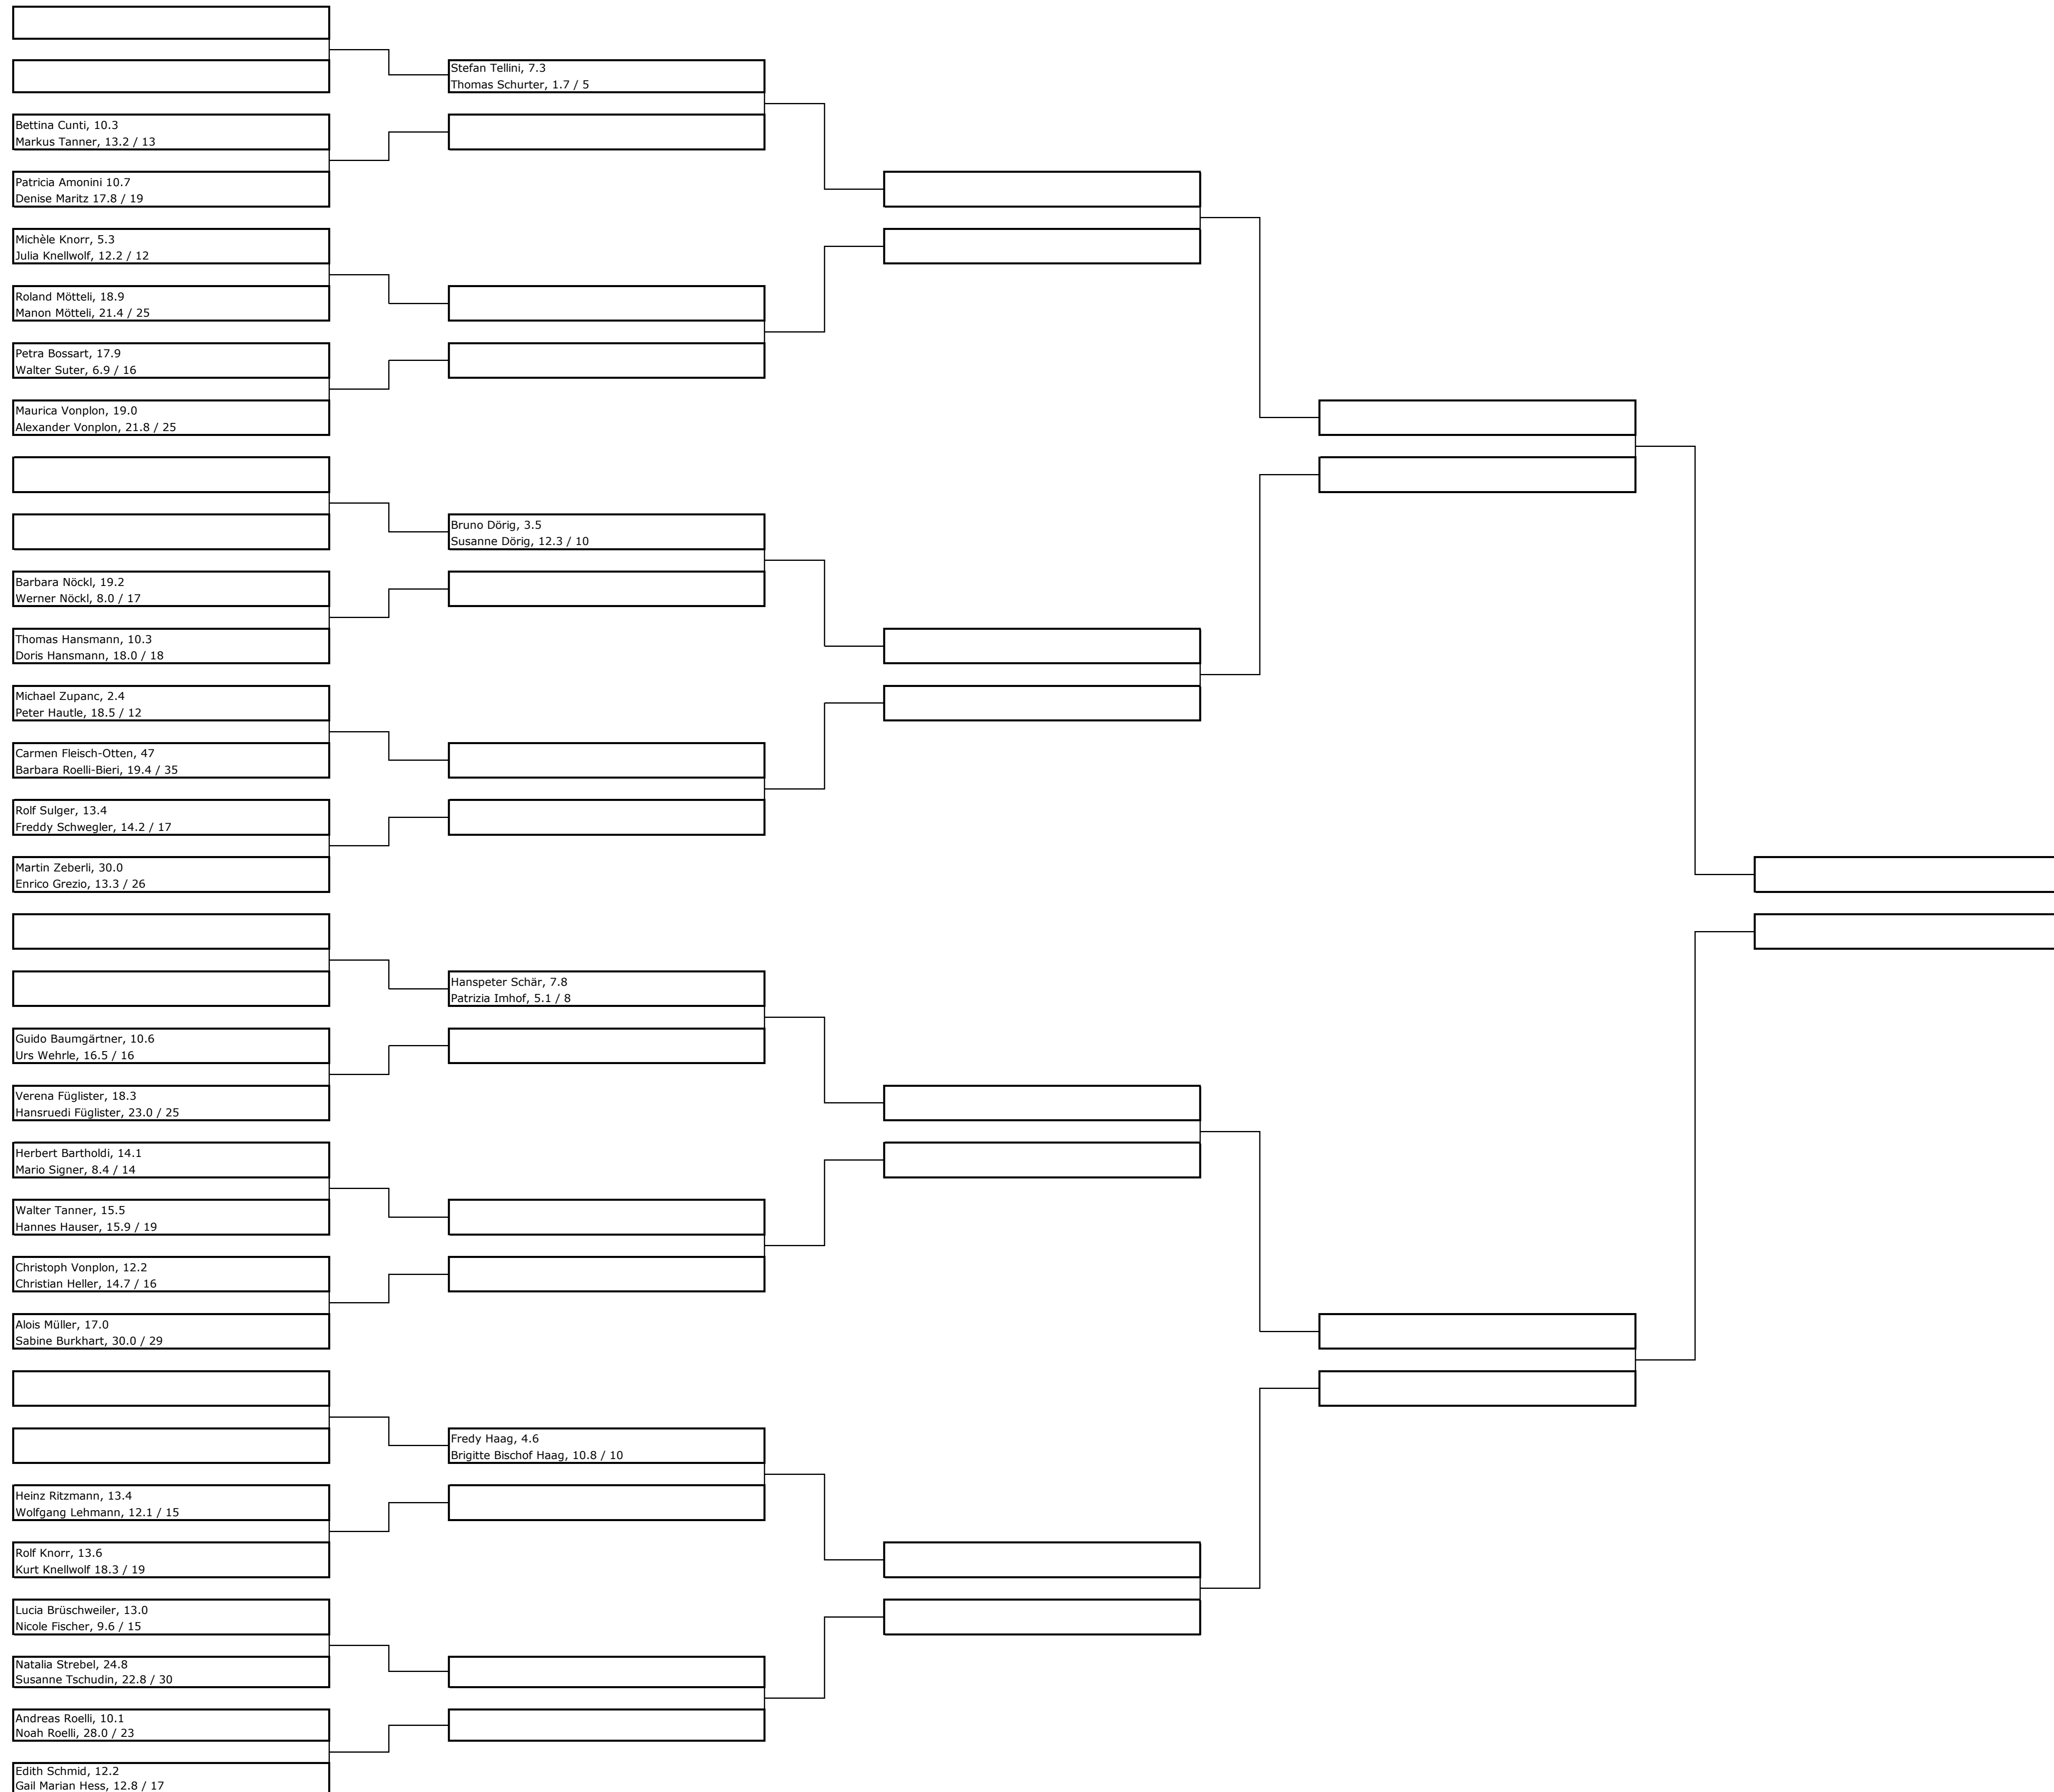 Stefan Tellini, 7.3
Thomas Schurter, 1.7 / 5
Bettina Cunti, 10.3
Markus Tanner, 13.2 / 13
Patricia Amonini 10.7
Denise Maritz 17.8 / 19
Michèle Knorr, 5.3
Julia Knellwolf, 12.2 / 12
Roland Mötteli, 18.9
Manon Mötteli, 21.4 / 25
Petra Bossart, 17.9
Walter Suter, 6.9 / 16
Maurica Vonplon, 19.0
Alexander Vonplon, 21.8 / 25
Bruno Dörig, 3.5
Susanne Dörig, 12.3 / 10
Barbara Nöckl, 19.2
Werner Nöckl, 8.0 / 17
Thomas Hansmann, 10.3
Doris Hansmann, 18.0 / 18
Michael Zupanc, 2.4
Peter Hautle, 18.5 / 12
Carmen Fleisch-Otten, 47
Barbara Roelli-Bieri, 19.4 / 35
Rolf Sulger, 13.4
Freddy Schwegler, 14.2 / 17
Martin Zeberli, 30.0
Enrico Grezio, 13.3 / 26
Hanspeter Schär, 7.8
Patrizia Imhof, 5.1 / 8
Guido Baumgärtner, 10.6
Urs Wehrle, 16.5 / 16
Verena Füglister, 18.3
Hansruedi Füglister, 23.0 / 25
Herbert Bartholdi, 14.1
Mario Signer, 8.4 / 14
Walter Tanner, 15.5
Hannes Hauser, 15.9 / 19
Christoph Vonplon, 12.2
Christian Heller, 14.7 / 16
Alois Müller, 17.0
Sabine Burkhart, 30.0 / 29
Fredy Haag, 4.6
Brigitte Bischof Haag, 10.8 / 10
Heinz Ritzmann, 13.4
Wolfgang Lehmann, 12.1 / 15
Rolf Knorr, 13.6
Kurt Knellwolf 18.3 / 19
Lucia Brüschweiler, 13.0
Nicole Fischer, 9.6 / 15
Natalia Strebel, 24.8
Susanne Tschudin, 22.8 / 30
Andreas Roelli, 10.1
Noah Roelli, 28.0 / 23
Edith Schmid, 12.2
Gail Marian Hess, 12.8 / 17